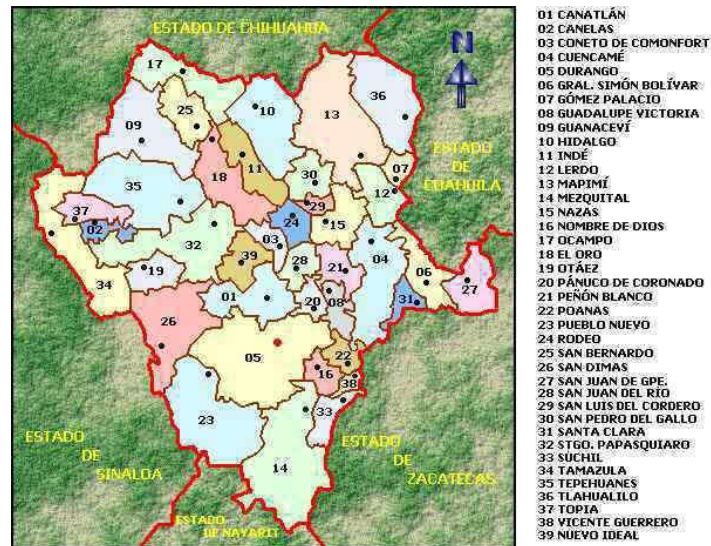 ESTADO DE CHIHUAHUA
N
17
36
25
10
13
09
ESTADO
DE
COAHUILA
11
07
30
18
12
35
29
37
24
15
02
32
03
04
39
28
19
21
06
27
34
01
20
08
31
26
05
22
16
38
23
33
14
ESTADO
DE
SINALOA
ESTADO
DE
ZACATECAS
ESTADO
DE NAYARIT
01 CANATLÁN
02 CANELAS
03 CONETO DE COMONFORT
04 CUENCAMÉ
05 DURANGO
06 GRAL. SIMÓN BOLÍVAR
07 GÓMEZ PALACIO
08 GUADALUPE VICTORIA
09 GUANACEVÍ
10 HIDALGO
11 INDÉ
12 LERDO
13 MAPIMÍ
14 MEZQUITAL
15 NAZAS
16 NOMBRE DE DIOS
17 OCAMPO
18 EL ORO
19 OTÁEZ
20 PÁNUCO DE CORONADO
21 PEÑÓN BLANCO
22 POANAS
23 PUEBLO NUEVO
24 RODEO
25 SAN BERNARDO
26 SAN DIMAS
27 SAN JUAN DE GPE.
28 SAN JUAN DEL RÍO
29 SAN LUIS DEL CORDERO
30 SAN PEDRO DEL GALLO
31 SANTA CLARA
32 STGO. PAPASQUIARO
33 SÚCHIL
34 TAMAZULA
35 TEPEHUANES
36 TLAHUALILO
37 TOPIA
38 VICENTE GUERRERO
39 NUEVO IDEAL